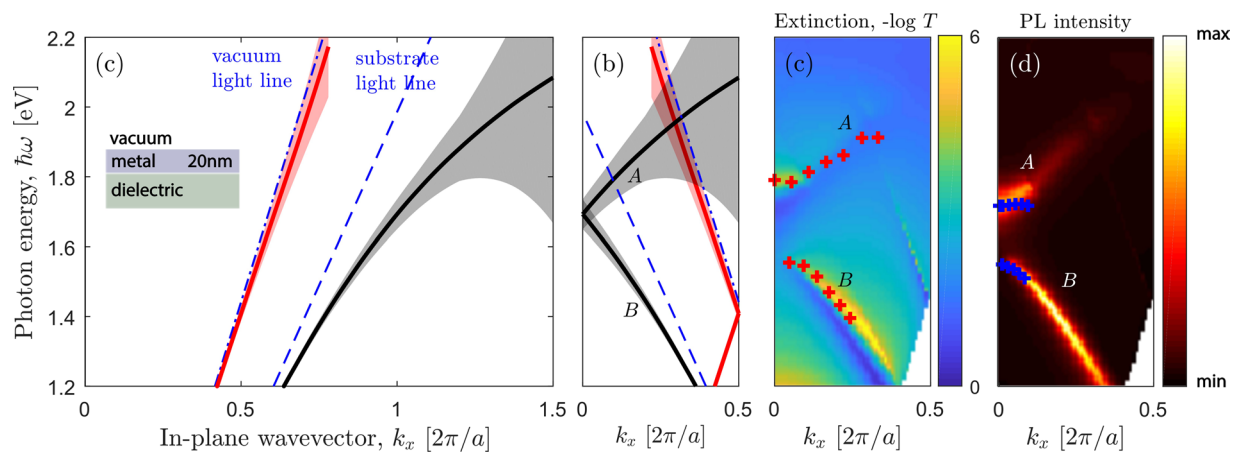 Extinction, -log T
PL intensity
(c)
vacuum
light line
substrate
light line
(b)
(c)
(d)
2.2
2
1.8
1.6
1.4
1.2
Photon energy, ħω [eV]
vacuum
metal 20nm
dielectric
A
B
A
B
A
B
6
0
max
min
0
0.5
1
1.5
0
0.5
0
0.5
0
0.5
In-plane wavevector, kₓ [2π/a]
kₓ [2π/a]
kₓ [2π/a]
kₓ [2π/a]